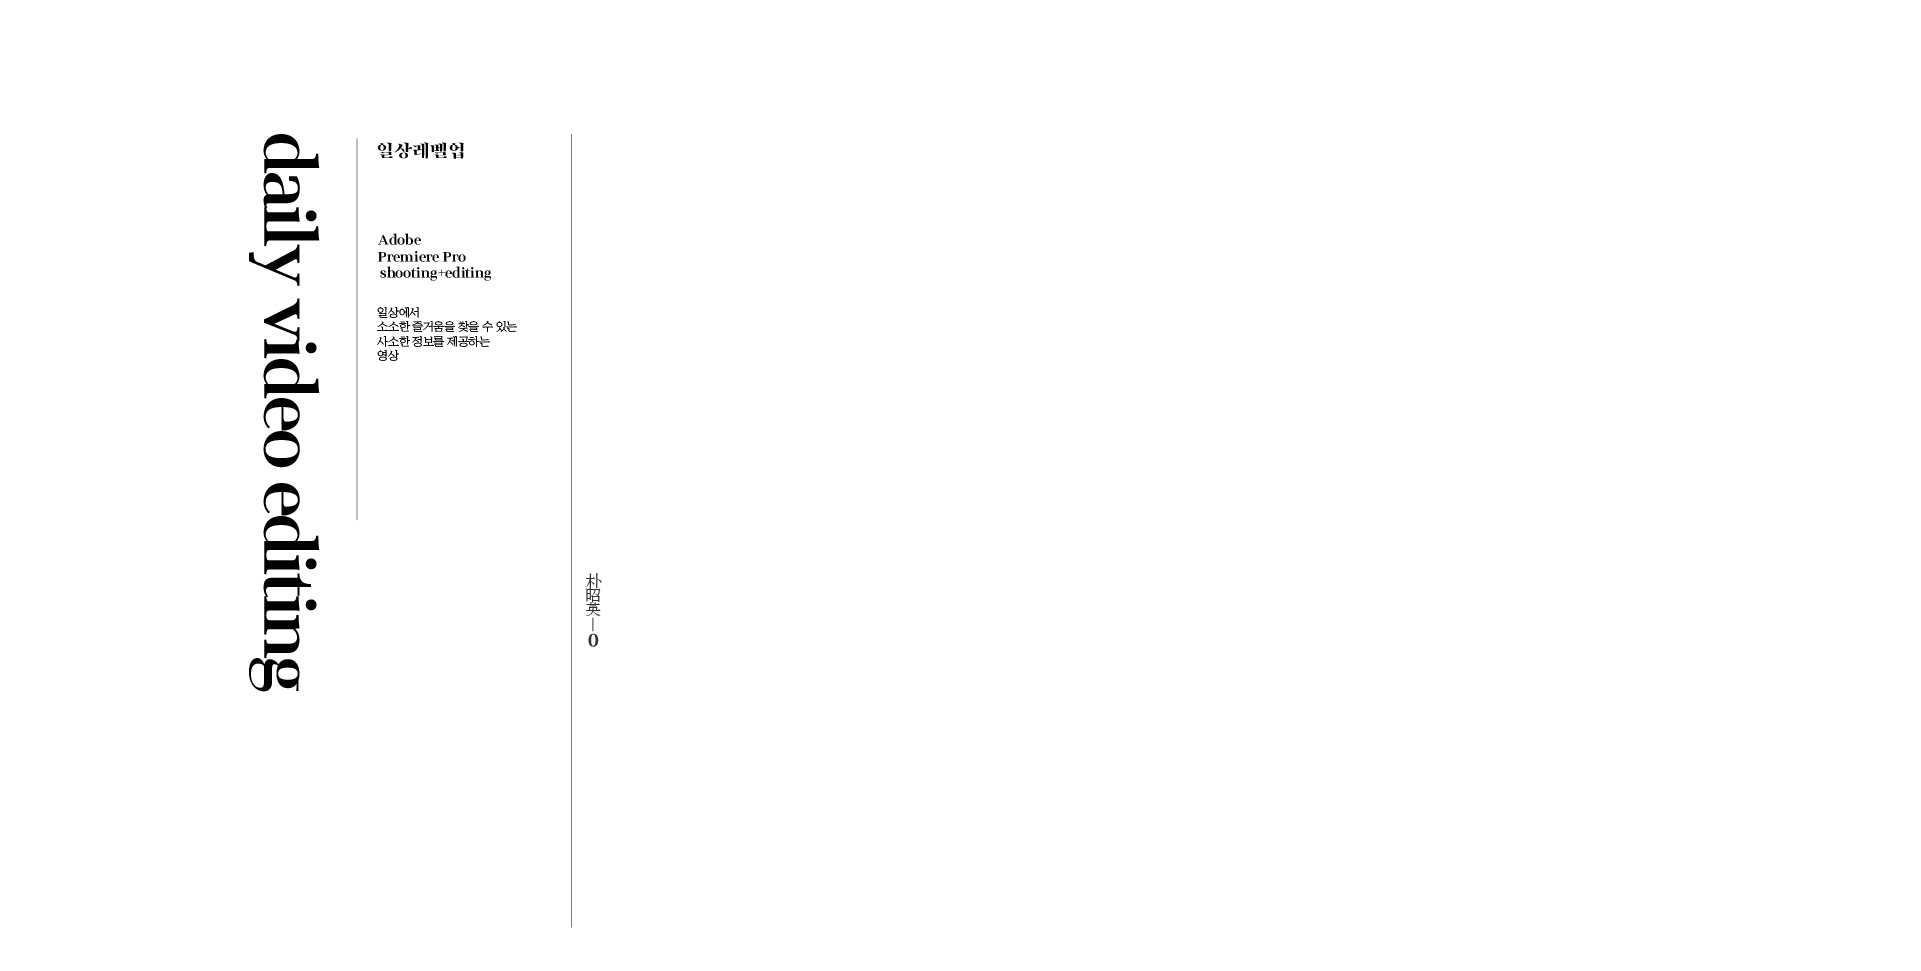 daily video editing
일상레벨업
Adobe
Premiere Pro
shooting+editing
일상에서
소소한 즐거움을 찾을 수 있는
사소한 정보를 제공하는
영상
朴昭英—0